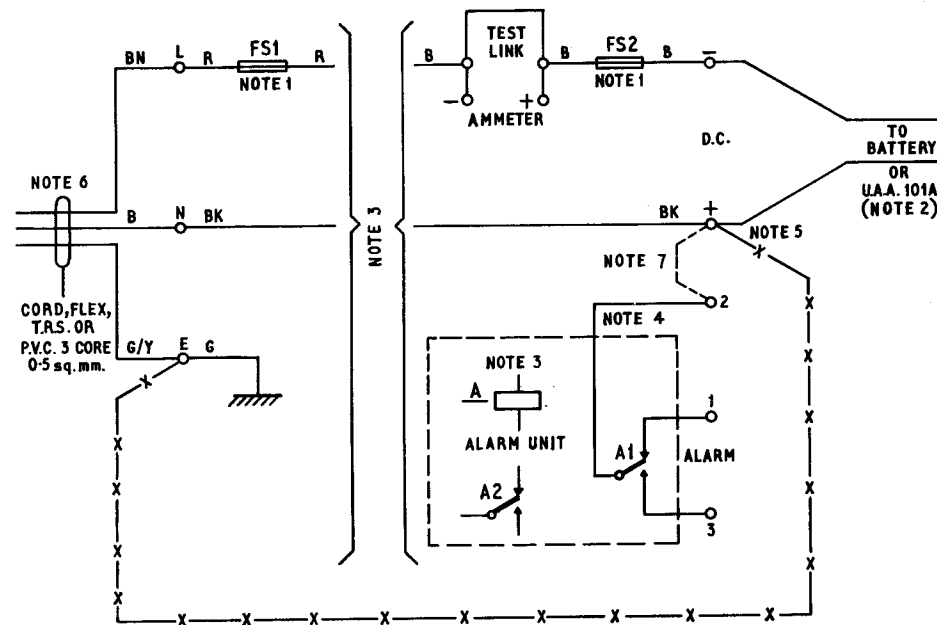 BN L R FS1 R
NOTE 1
B TEST LINK B FS2 B −
NOTE 1
− +
AMMETER
D.C.
TO
BATTERY
OR
U.A.A. 101A
(NOTE 2)
NOTE 6
B N BK
NOTE 3
BK +
NOTE 5
X
NOTE 7
2
NOTE 4
CORD, FLEX,
T.R.S. OR
P.V.C. 3 CORE
0·5 sq. mm.
G/Y E G
X
NOTE 3
A
ALARM UNIT
A2
A1
1
ALARM
3
X
X
X
X
X
X
X
X
X X X X X X X X X X